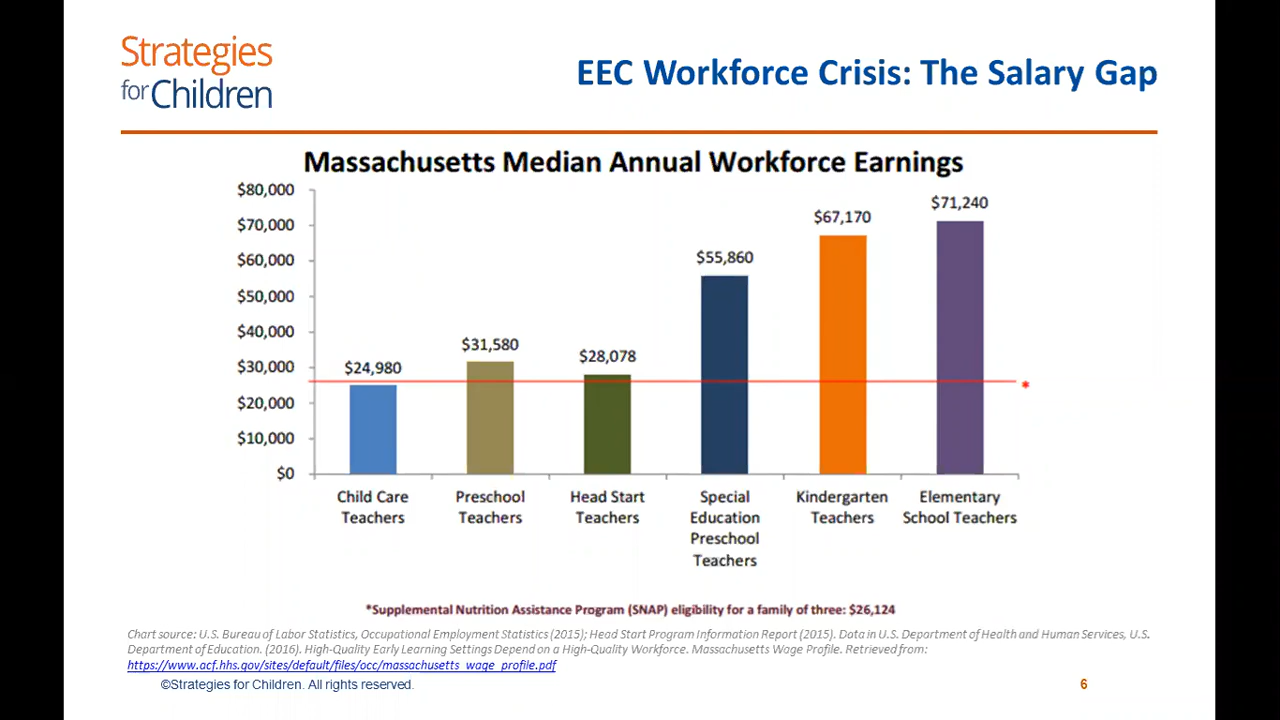 Strategies
for Children
EEC Workforce Crisis: The Salary Gap
Massachusetts Median Annual Workforce Earnings
$80,000
$70,000
$60,000
$50,000
$40,000
$30,000
$20,000
$10,000
$0
$24,980
$31,580
$28,078
$55,860
$67,170
$71,240
*
Child Care
Teachers
Preschool
Teachers
Head Start
Teachers
Special
Education
Preschool
Teachers
Kindergarten
Teachers
Elementary
School Teachers
*Supplemental Nutrition Assistance Program (SNAP) eligibility for a family of three: $26,124
Chart source: U.S. Bureau of Labor Statistics, Occupational Employment Statistics (2015); Head Start Program Information Report (2015). Data in U.S. Department of Health and Human Services, U.S.
Department of Education. (2016). High-Quality Early Learning Settings Depend on a High-Quality Workforce. Massachusetts Wage Profile. Retrieved from:
https://www.acf.hhs.gov/sites/default/files/occ/massachusetts_wage_profile.pdf
©Strategies for Children. All rights reserved.
6